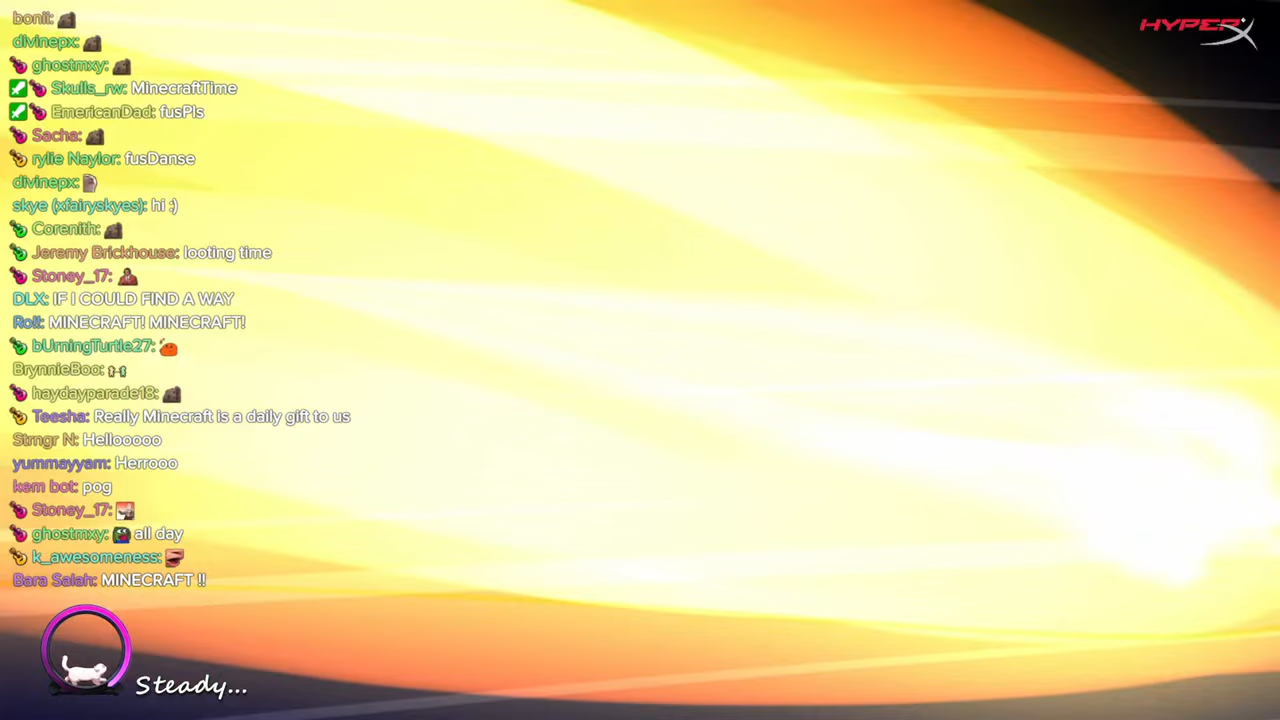 bonii:
divinepx:
ghostmxy:
Skulls_rw: MinecraftTime
EmericanDad: fusPls
Sache:
rylie Naylor: fusDanse
divinepx:
skye (xfairyskyes): hi :)
Corenith:
Jeremy Brickhouse: looting time
Stoney_17:
DLX: IF I COULD FIND A WAY
Roll: MINECRAFT! MINECRAFT!
bUrningTurtle27:
BrynnieBoo:
haydayparade18:
Teesha: Really Minecraft is a daily gift to us
Strngr N: Hellooooo
yummayyam: Herrooo
kem bot: pog
Stoney_17:
ghostmxy: all day
k_awesomeness:
Bara Salah: MINECRAFT !!
Steady...
HYPERX